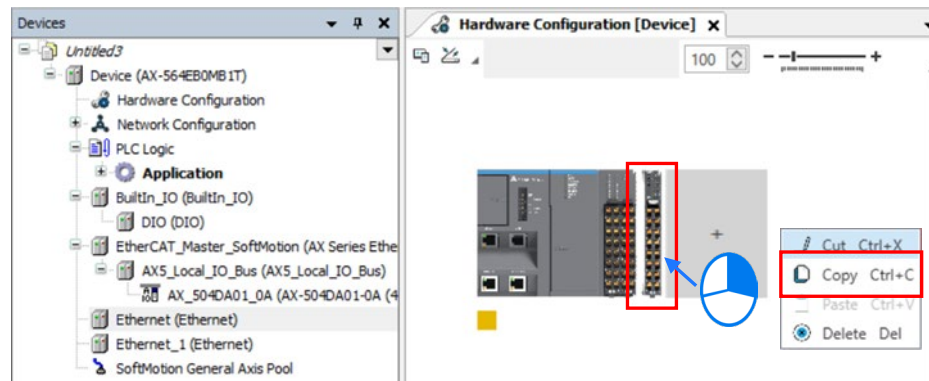 Devices
Untitled3
Device (AX-564EB0MB1T)
Hardware Configuration
Network Configuration
PLC Logic
Application
BuiltIn_IO (BuiltIn_IO)
DIO (DIO)
EtherCAT_Master_SoftMotion (AX Series Ethe
AX5_Local_IO_Bus (AX5_Local_IO_Bus)
AX_504DA01_0A (AX-504DA01-0A (4
Ethernet (Ethernet)
Ethernet_1 (Ethernet)
SoftMotion General Axis Pool
Hardware Configuration [Device]
100
Cut Ctrl+X
Copy Ctrl+C
Paste Ctrl+V
Delete Del